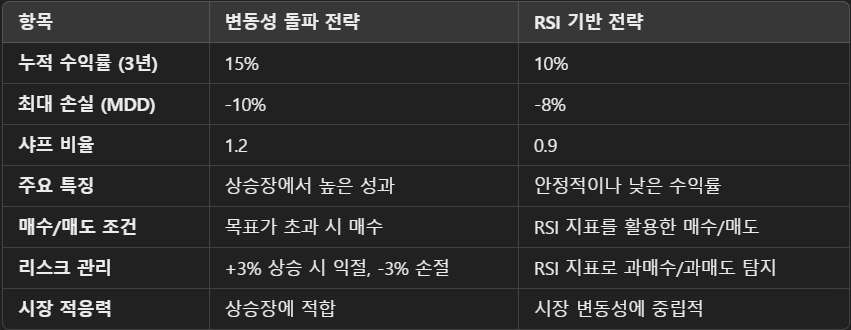 항목 변동성 돌파 전략 RSI 기반 전략
누적 수익률 (3년) 15% 10%
최대 손실 (MDD) -10% -8%
샤프 비율 1.2 0.9
주요 특징 상승장에서 높은 성과 안정적이나 낮은 수익률
매수/매도 조건 목표가 초과 시 매수 RSI 지표를 활용한 매수/매도
리스크 관리 +3% 상승 시 익절, -3% 손절 RSI 지표로 과매수/과매도 탐지
시장 적응력 상승장에 적합 시장 변동성에 중립적